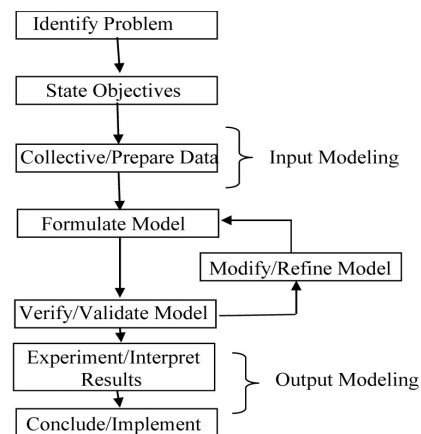 Identify Problem
State Objectives
Collective/Prepare Data
Input Modeling
Formulate Model
Modify/Refine Model
Verify/Validate Model
Experiment/Interpret
Results
Output Modeling
Conclude/Implement